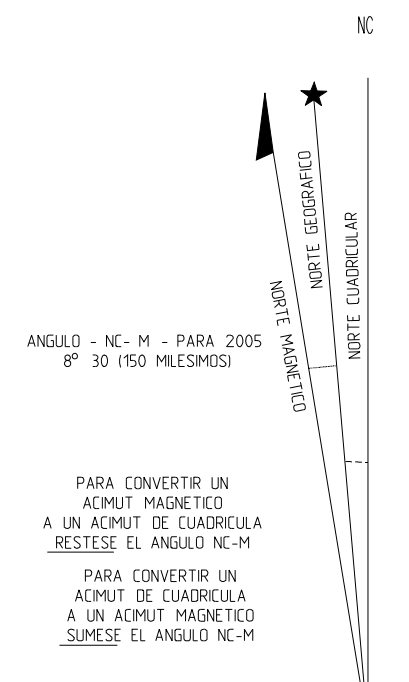 NC
NORTE GEOGRAFICO
NORTE CUADRICULAR
NORTE MAGNETICO
ANGULO - NC- M - PARA 2005
8° 30 (150 MILESIMOS)
PARA CONVERTIR UN
ACIMUT MAGNETICO
A UN ACIMUT DE CUADRICULA
RESTESE EL ANGULO NC-M
PARA CONVERTIR UN
ACIMUT DE CUADRICULA
A UN ACIMUT MAGNETICO
SUMESE EL ANGULO NC-M